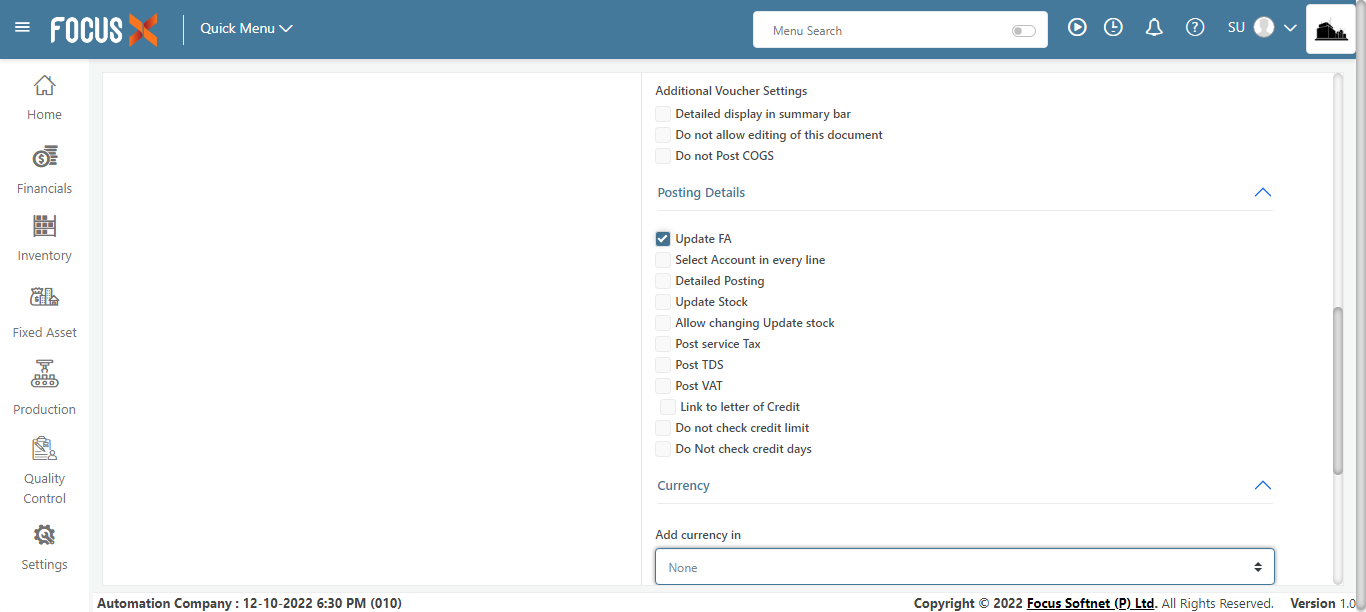 FOCUS X
Quick Menu
Menu Search
SU
Home
Financials
Inventory
Fixed Asset
Production
Quality
Control
Settings
Additional Voucher Settings
Detailed display in summary bar
Do not allow editing of this document
Do not Post COGS
Posting Details
Update FA
Select Account in every line
Detailed Posting
Update Stock
Allow changing Update stock
Post service Tax
Post TDS
Post VAT
Link to letter of Credit
Do not check credit limit
Do Not check credit days
Currency
Add currency in
None
Automation Company : 12-10-2022 6:30 PM (010)
Copyright © 2022 Focus Softnet (P) Ltd. All Rights Reserved. Version 1.0